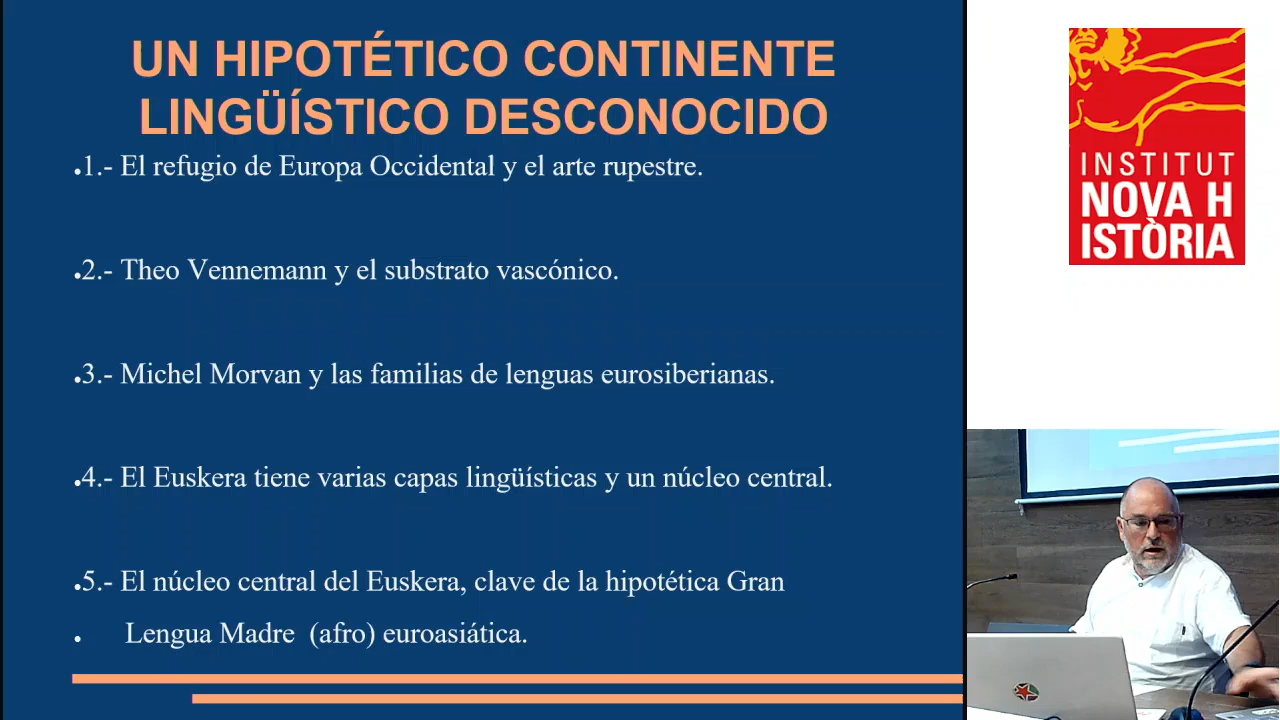 UN HIPOTÉTICO CONTINENTE
LINGÜÍSTICO DESCONOCIDO
•1.- El refugio de Europa Occidental y el arte rupestre.
•2.- Theo Vennemann y el substrato vascónico.
•3.- Michel Morvan y las familias de lenguas eurosiberianas.
•4.- El Euskera tiene varias capas lingüísticas y un núcleo central.
•5.- El núcleo central del Euskera, clave de la hipotética Gran
• Lengua Madre (afro) euroasiática.
INSTITUT
NOVA H
ISTÒRIA